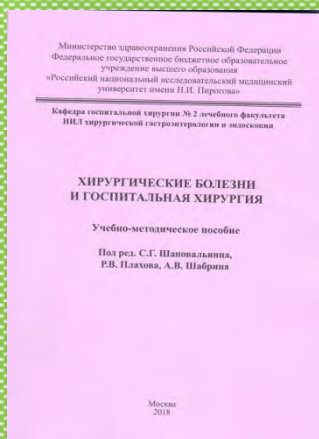 Министерство здравоохранения Российской Федерации
Федеральное государственное бюджетное образовательное
учреждение высшего образования
«Российский национальный исследовательский медицинский
университет имени Н.И. Пирогова»
Кафедра госпитальной хирургии № 2 лечебного факультета
НИЛ хирургической гастроэнтерологии и эндоскопии
ХИРУРГИЧЕСКИЕ БОЛЕЗНИ
И ГОСПИТАЛЬНАЯ ХИРУРГИЯ
Учебно-методическое пособие
Под ред. С.Г. Шаповальянца,
Р.В. Плахова, А.В. Шабрина
Москва
2018